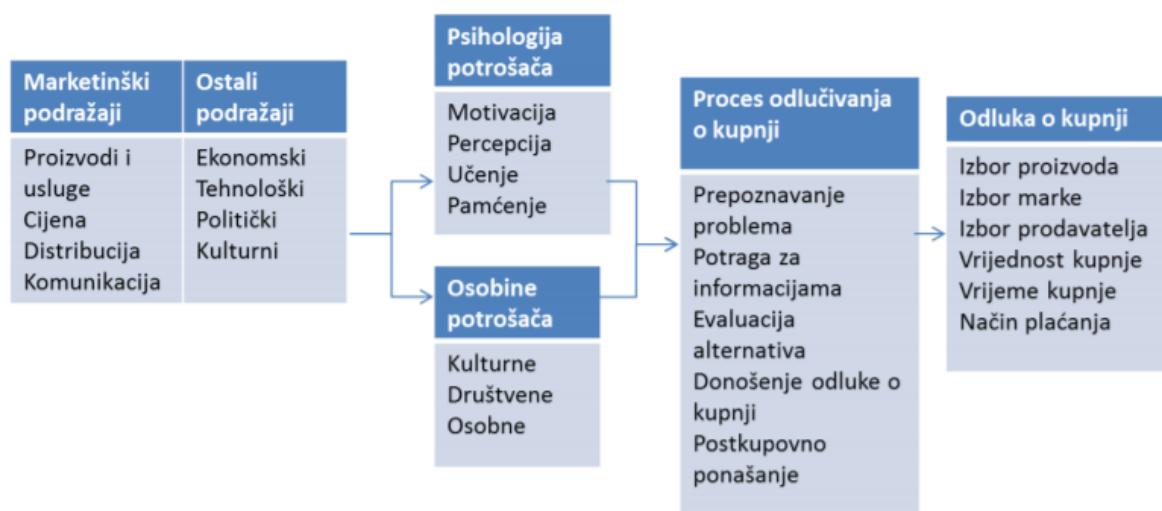 Marketinški
podražaji
Proizvodi i
usluge
Cijena
Distribucija
Komunikacija
Ostali
podražaji
Ekonomski
Tehnološki
Politički
Kulturni
Psihologija
potrošača
Motivacija
Percepcija
Učenje
Pamćenje
Osobine
potrošača
Kulturne
Društvene
Osobne
Proces odlučivanja
o kupnji
Prepoznavanje
problema
Potraga za
informacijama
Evaluacija
alternativa
Donošenje odluke o
kupnji
Postkupovno
ponašanje
Odluka o kupnji
Izbor proizvoda
Izbor marke
Izbor prodavatelja
Vrijednost kupnje
Vrijeme kupnje
Način plaćanja